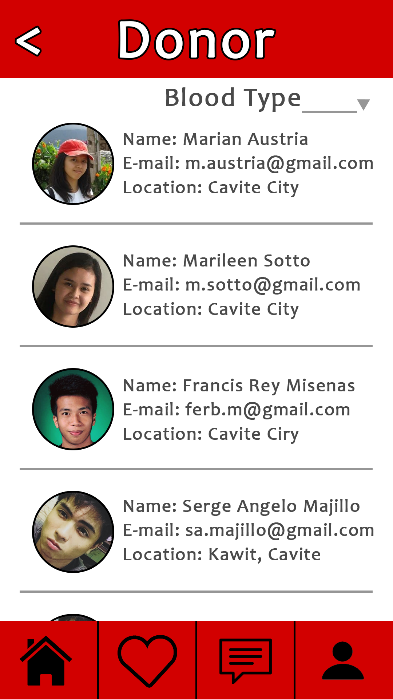 <
Donor
Blood Type____
Name: Marian Austria
E-mail: m.austria@gmail.com
Location: Cavite City
Name: Marileen Sotto
E-mail: m.sotto@gmail.com
Location: Cavite City
Name: Francis Rey Misenas
E-mail: ferb.m@gmail.com
Location: Cavite Ciry
Name: Serge Angelo Majillo
E-mail: sa.majillo@gmail.com
Location: Kawit, Cavite